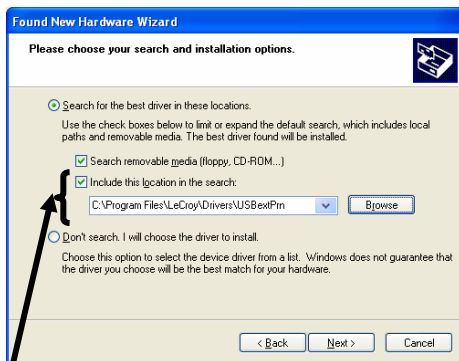 Found New Hardware Wizard
Please choose your search and installation options.
Search for the best driver in these locations.
Use the check boxes below to limit or expand the default search, which includes local
paths and removable media. The best driver found will be installed.
Search removable media (floppy, CD-ROM...)
Include this location in the search:
C:\Program Files\LeCroy\Drivers\USBextPrn
Browse
Don't search. I will choose the driver to install.
Choose this option to select the device driver from a list. Windows does not guarantee that
the driver you choose will be the best match for your hardware.
< Back Next > Cancel